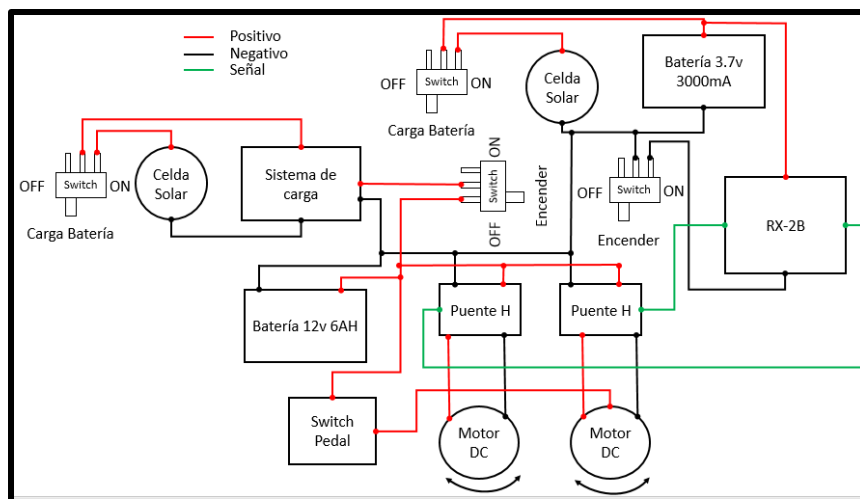 Positivo
Negativo
Señal
OFF
Switch
ON
Carga Batería
Celda
Solar
Batería 3.7v
3000mA
OFF
Switch
ON
Carga Batería
Celda
Solar
Sistema de
carga
ON
Switch
OFF
Encender
OFF
Switch
ON
Encender
RX-2B
Batería 12v 6AH
Puente H
Puente H
Switch
Pedal
Motor
DC
Motor
DC